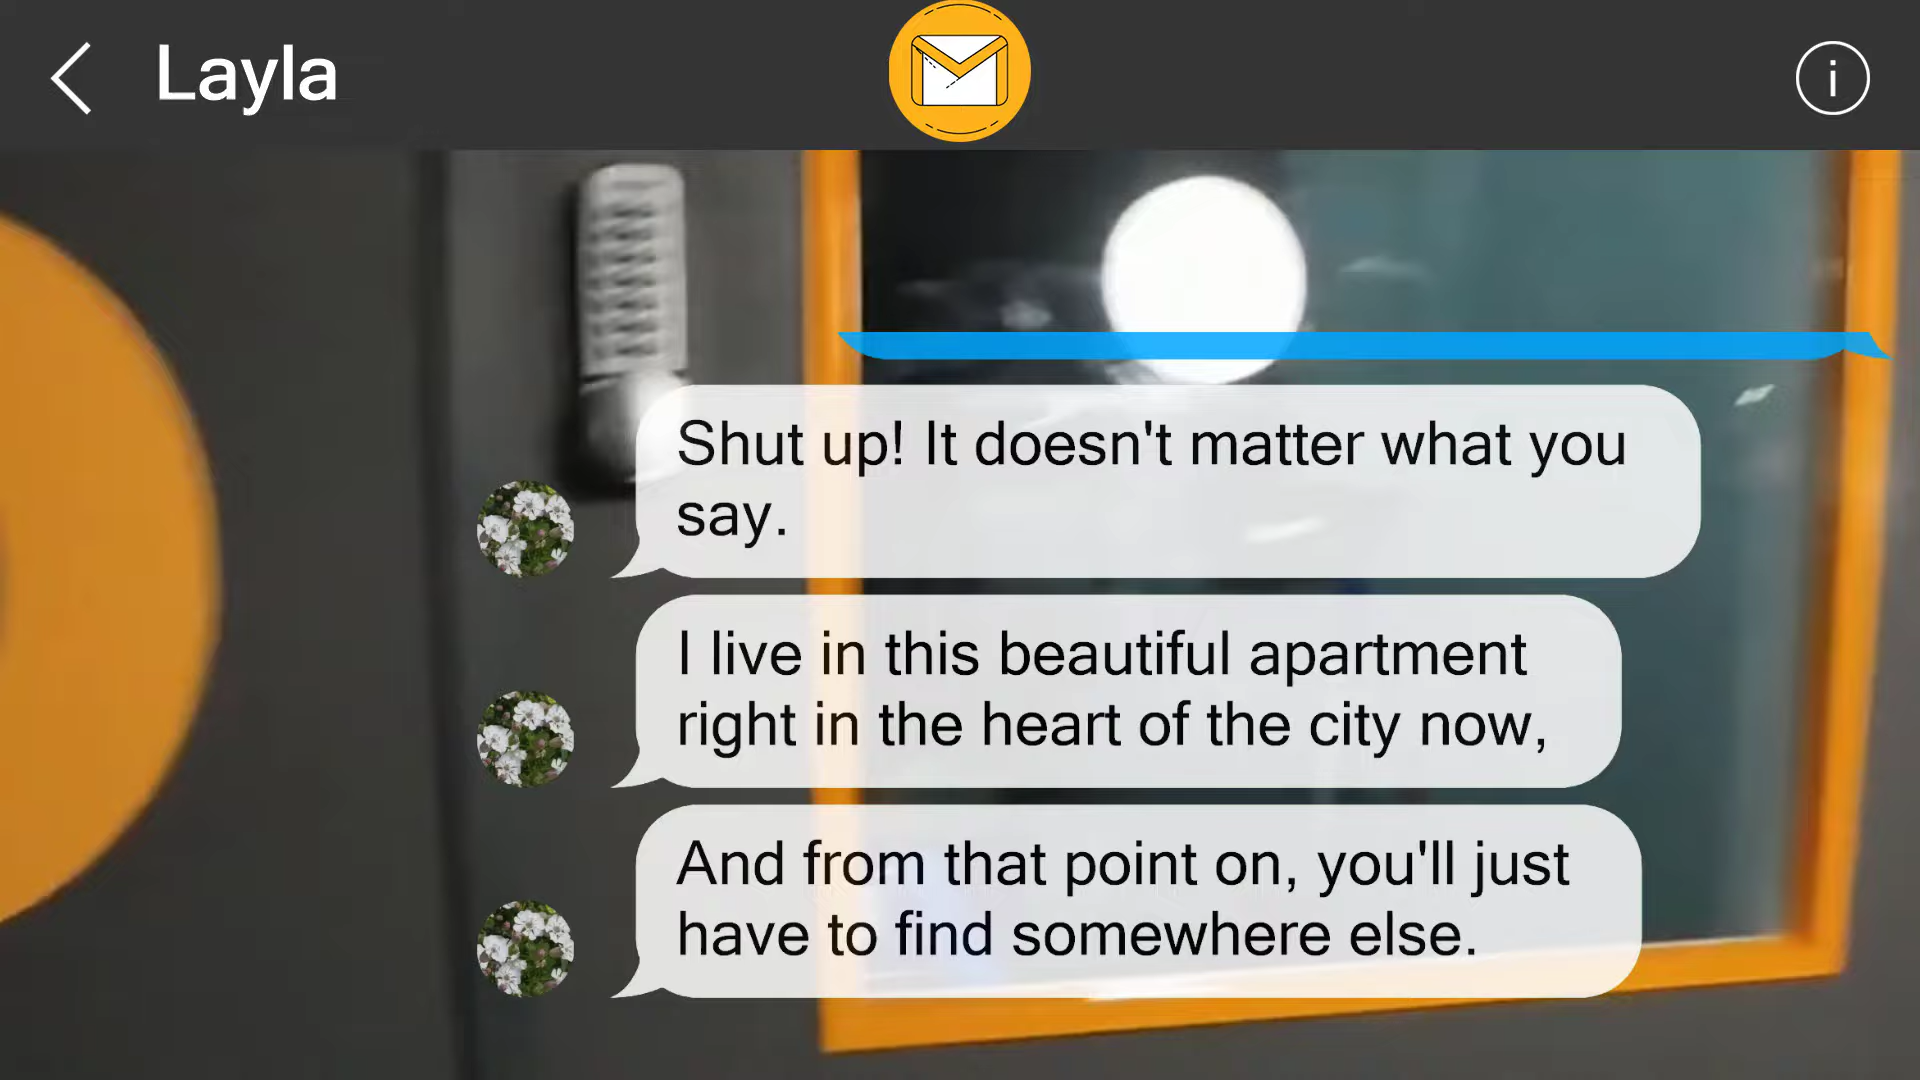 Layla
Shut up! It doesn't matter what you
say.
I live in this beautiful apartment
right in the heart of the city now,
And from that point on, you'll just
have to find somewhere else.